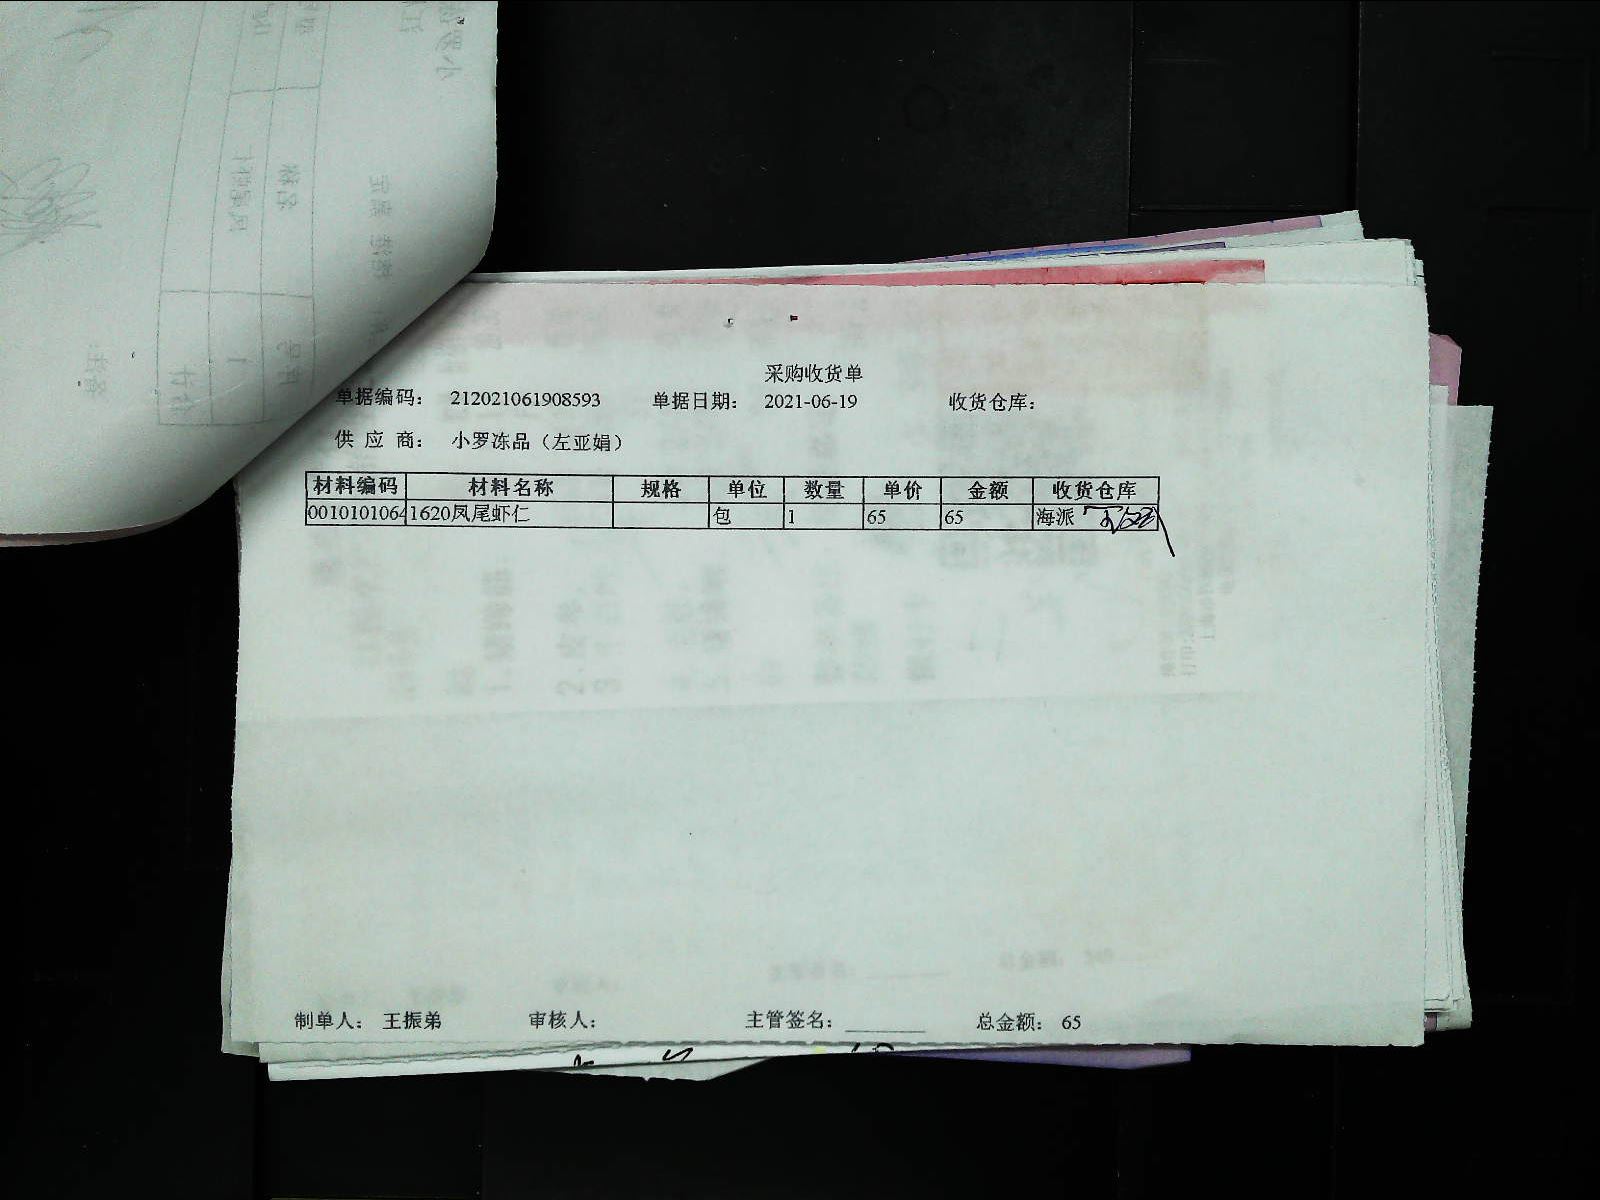 采购收货单
单据编码： 212021061908593 单据日期： 2021-06-19 收货仓库：
供 应 商： 小罗冻品（左亚娟）
材料编码 材料名称 规格 单位 数量 单价 金额 收货仓库
0010101064 1620凤尾虾仁 包 1 65 65 海派
制单人： 王振弟 审核人： 主管签名： 总金额： 65